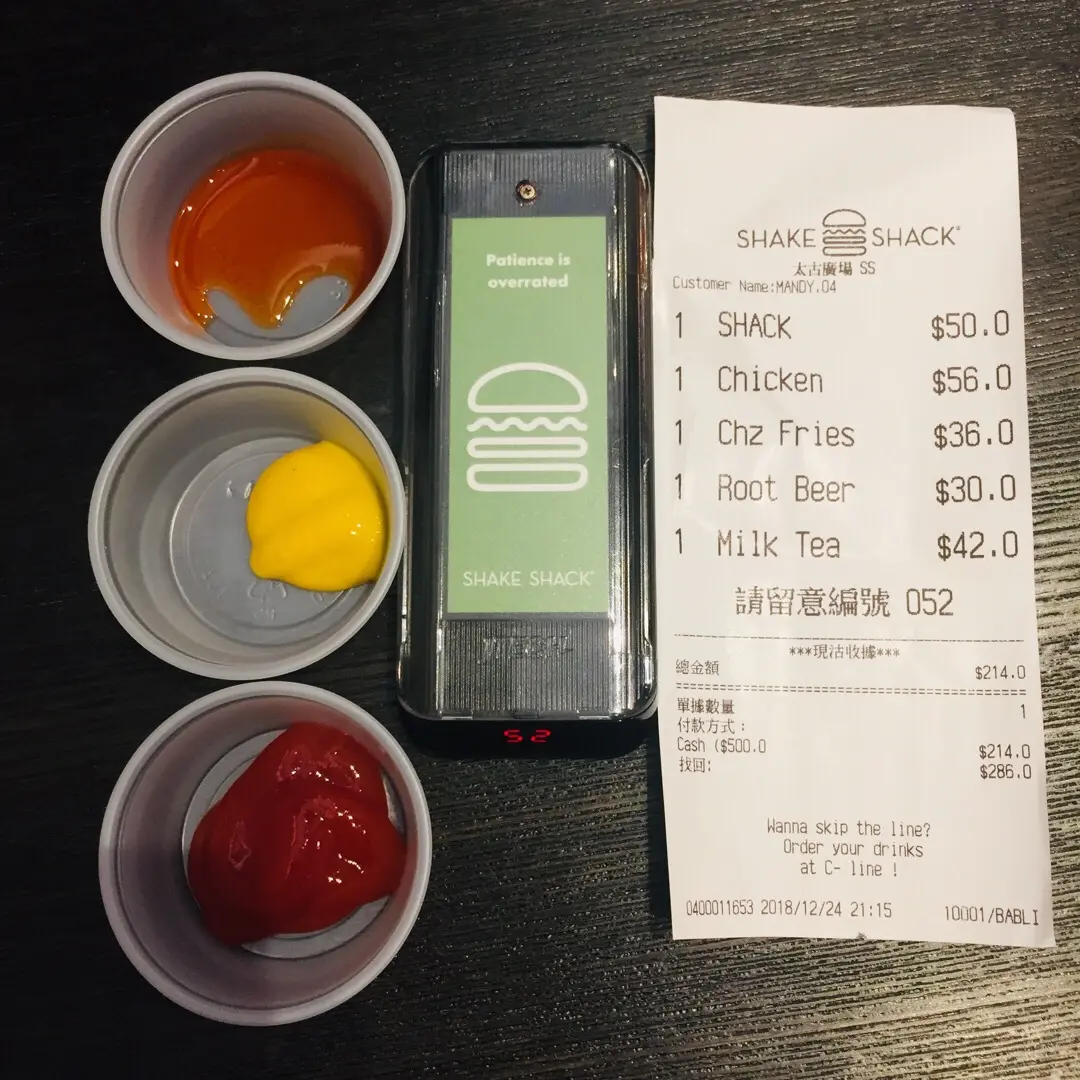 Patience is
overrated
SHAKE SHACK
52
SHAKE SHACK
太古廣場 SS
Customer Name:MANDY.04
1 SHACK $50.0
1 Chicken $56.0
1 Chz Fries $36.0
1 Root Beer $30.0
1 Milk Tea $42.0
請留意編號 052
***現沽收據***
總金額 $214.0
單據數量 1
付款方式:
Cash ($500.0 $214.0
找回: $286.0
Wanna skip the line?
Order your drinks
at C- line !
0400011653 2018/12/24 21:15 10001/BABLI